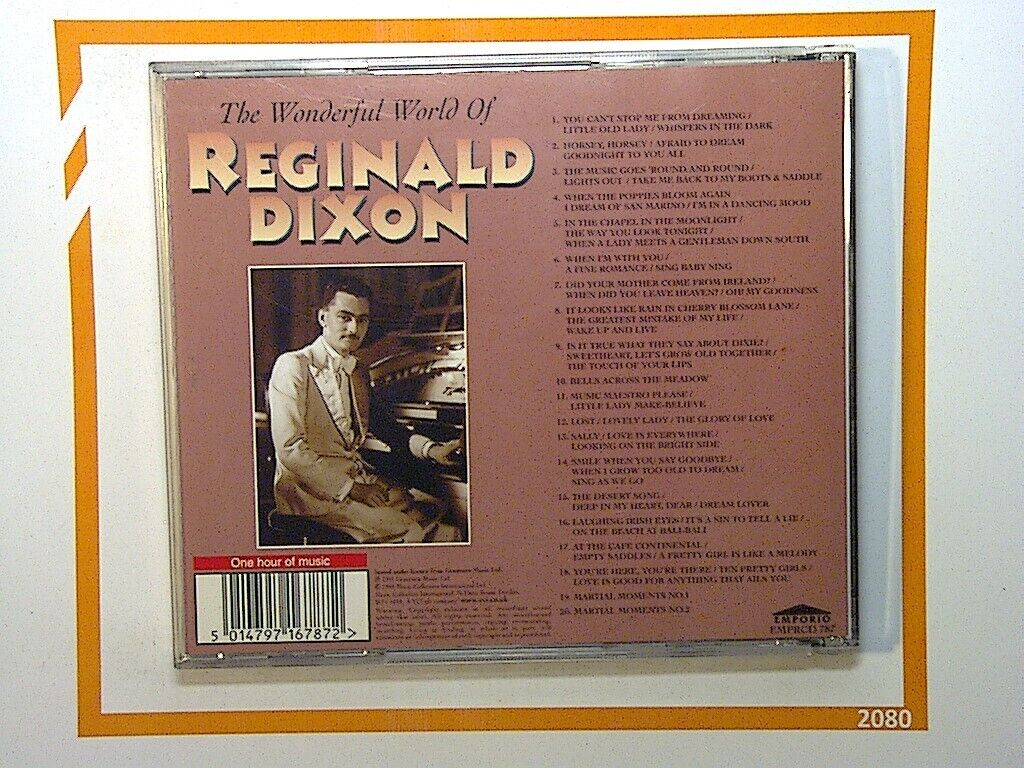 The Wonderful World Of
REGINALD
DIXON
1. YOU CAN'T STOP ME FROM DREAMING /
LITTLE OLD LADY / WHISPERS IN THE DARK
2. HORSEY, HORSEY / AFRAID TO DREAM
GOODNIGHT TO YOU ALL
3. THE MUSIC GOES 'ROUND AND ROUND /
LIGHTS OUT / TAKE ME BACK TO MY BOOTS & SADDLE
4. WHEN THE POPPIES BLOOM AGAIN
I DREAM OF SAN MARINO / I'M IN A DANCING MOOD
5. IN THE CHAPEL IN THE MOONLIGHT /
THE WAY YOU LOOK TONIGHT /
WHEN A LADY MEETS A GENTLEMAN DOWN SOUTH
6. WHEN I'M WITH YOU /
A FINE ROMANCE / SING BABY SING
7. DID YOUR MOTHER COME FROM IRELAND? /
WHEN DID YOU LEAVE HEAVEN? / OH! MY GOODNESS
8. IT LOOKS LIKE RAIN IN CHERRY BLOSSOM LANE /
THE GREATEST MISTAKE OF MY LIFE /
WAKE UP AND LIVE
9. IS IT TRUE WHAT THEY SAY ABOUT DIXIE? /
SWEETHEART, LET'S GROW OLD TOGETHER /
THE TOUCH OF YOUR LIPS
10. BELLS ACROSS THE MEADOW
11. MUSIC MAESTRO PLEASE /
LITTLE LADY MAKE-BELIEVE
12. LOST / LOVELY LADY / THE GLORY OF LOVE
13. SALLY / LOVE IS EVERYWHERE /
LOOKING ON THE BRIGHT SIDE
14. SMILE WHEN YOU SAY GOODBYE /
WHEN I GROW TOO OLD TO DREAM /
SING AS WE GO
15. THE DESERT SONG /
DEEP IN MY HEART, DEAR / DREAM LOVER
16. LAUGHING IRISH EYES / IT'S A SIN TO TELL A LIE /
ON THE BEACH AT BALI-BALI
17. AT THE CAFE CONTINENTAL /
EMPTY SADDLES / A PRETTY GIRL IS LIKE A MELODY
18. YOU'RE HERE, YOU'RE THERE / TEN PRETTY GIRLS /
LOVE IS GOOD FOR ANYTHING THAT AILS YOU
19. MARTIAL MOMENTS NO.1
20. MARTIAL MOMENTS NO.2
One hour of music
5 014797 167872 >
EMPORIO
EMPRCD 787
2080